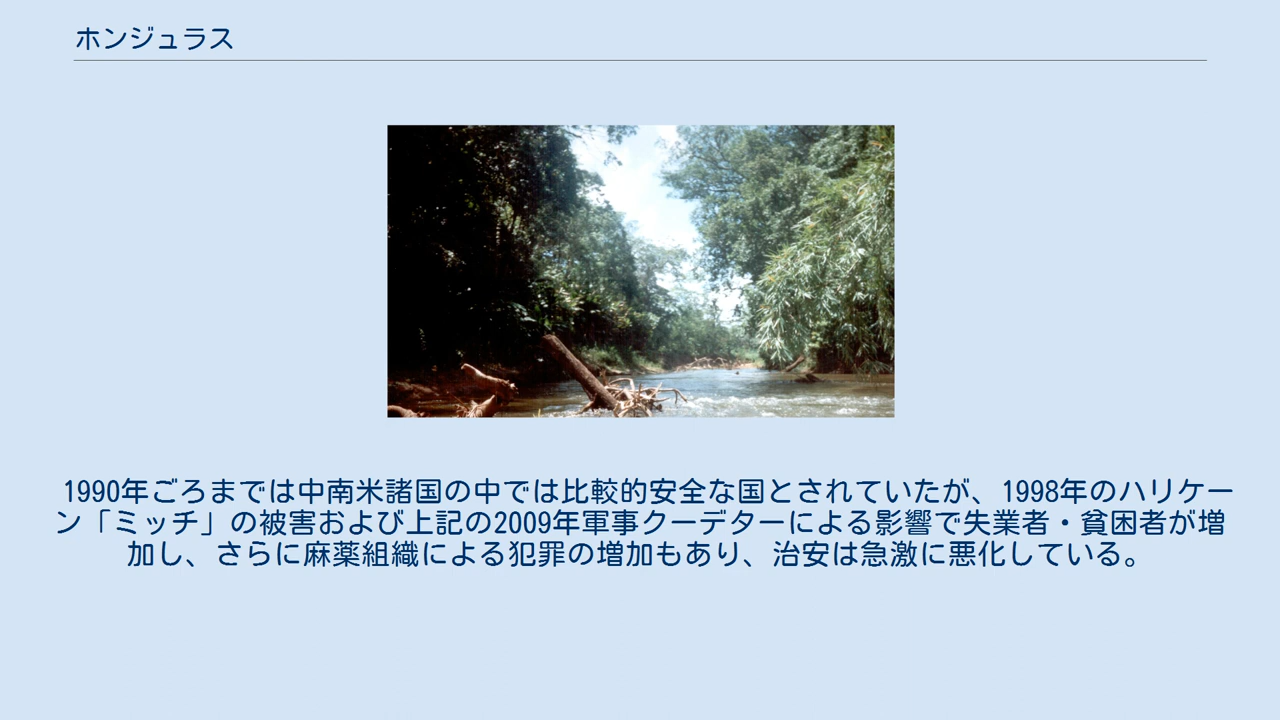 ホンジュラス
1990年ごろまでは中南米諸国の中では比較的安全な国とされていたが、1998年のハリケー
ン「ミッチ」の被害および上記の2009年軍事クーデターによる影響で失業者・貧困者が増
加し、さらに麻薬組織による犯罪の増加もあり、治安は急激に悪化している。